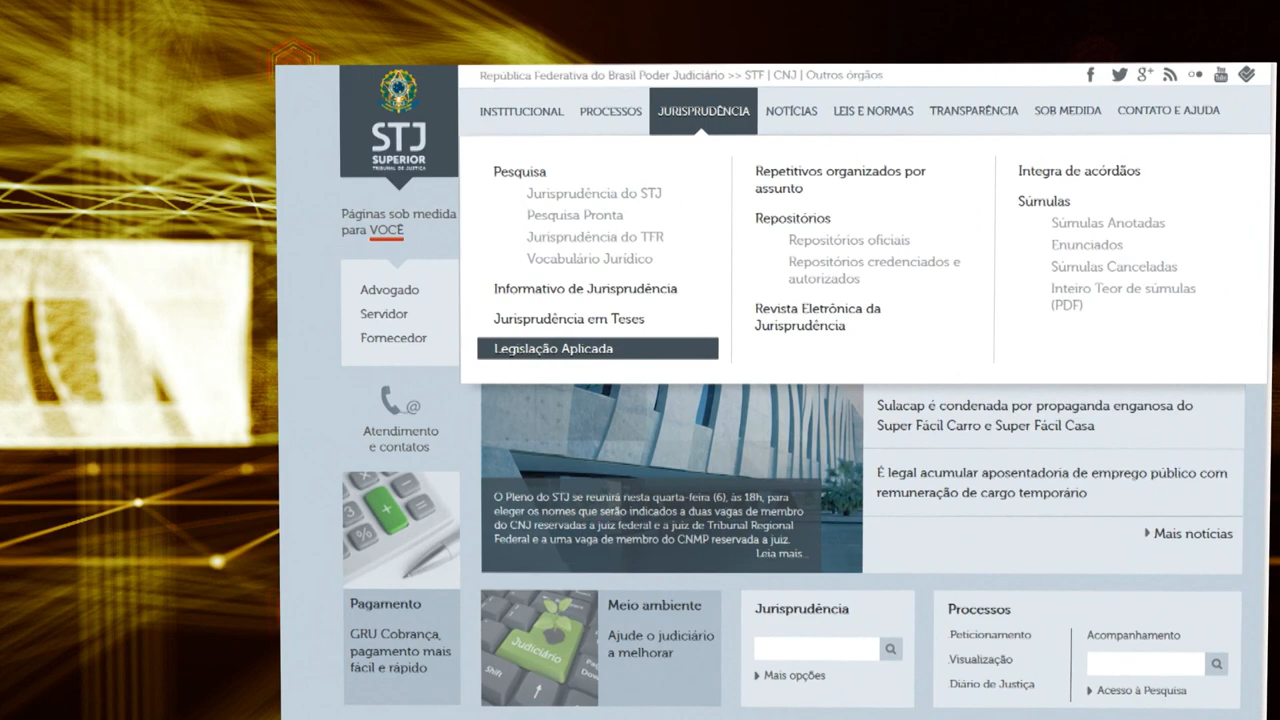 República Federativa do Brasil Poder Judiciário >> STF | CNJ | Outros órgãos
INSTITUCIONAL PROCESSOS JURISPRUDÊNCIA NOTÍCIAS LEIS E NORMAS TRANSPARÊNCIA SOB MEDIDA CONTATO E AJUDA
STJ
SUPERIOR
TRIBUNAL DE JUSTIÇA
Páginas sob medida
para VOCÊ
Advogado
Servidor
Fornecedor
Atendimento
e contatos
Pesquisa
Jurisprudência do STJ
Pesquisa Pronta
Jurisprudência do TFR
Vocabulário Jurídico
Informativo de Jurisprudência
Jurisprudência em Teses
Legislação Aplicada
Repetitivos organizados por
assunto
Repositórios
Repositórios oficiais
Repositórios credenciados e
autorizados
Revista Eletrônica da
Jurisprudência
Integra de acórdãos
Súmulas
Súmulas Anotadas
Enunciados
Súmulas Canceladas
Inteiro Teor de súmulas
(PDF)
O Pleno do STJ se reunirá nesta quarta-feira (6), às 18h, para
eleger os nomes que serão indicados a duas vagas de membro
do CNJ reservadas a juiz federal e a juiz de Tribunal Regional
Federal e a uma vaga de membro do CNMP reservada a juiz.
Leia mais...
Sulacap é condenada por propaganda enganosa do
Super Fácil Carro e Super Fácil Casa
É legal acumular aposentadoria de emprego público com
remuneração de cargo temporário
Mais notícias
Pagamento
GRU Cobrança,
pagamento mais
fácil e rápido
Judiciário
Shift
Meio ambiente
Ajude o judiciário
a melhorar
Jurisprudência
Mais opções
Processos
Peticionamento
Visualização
Diário de Justiça
Acompanhamento
Acesso à Pesquisa